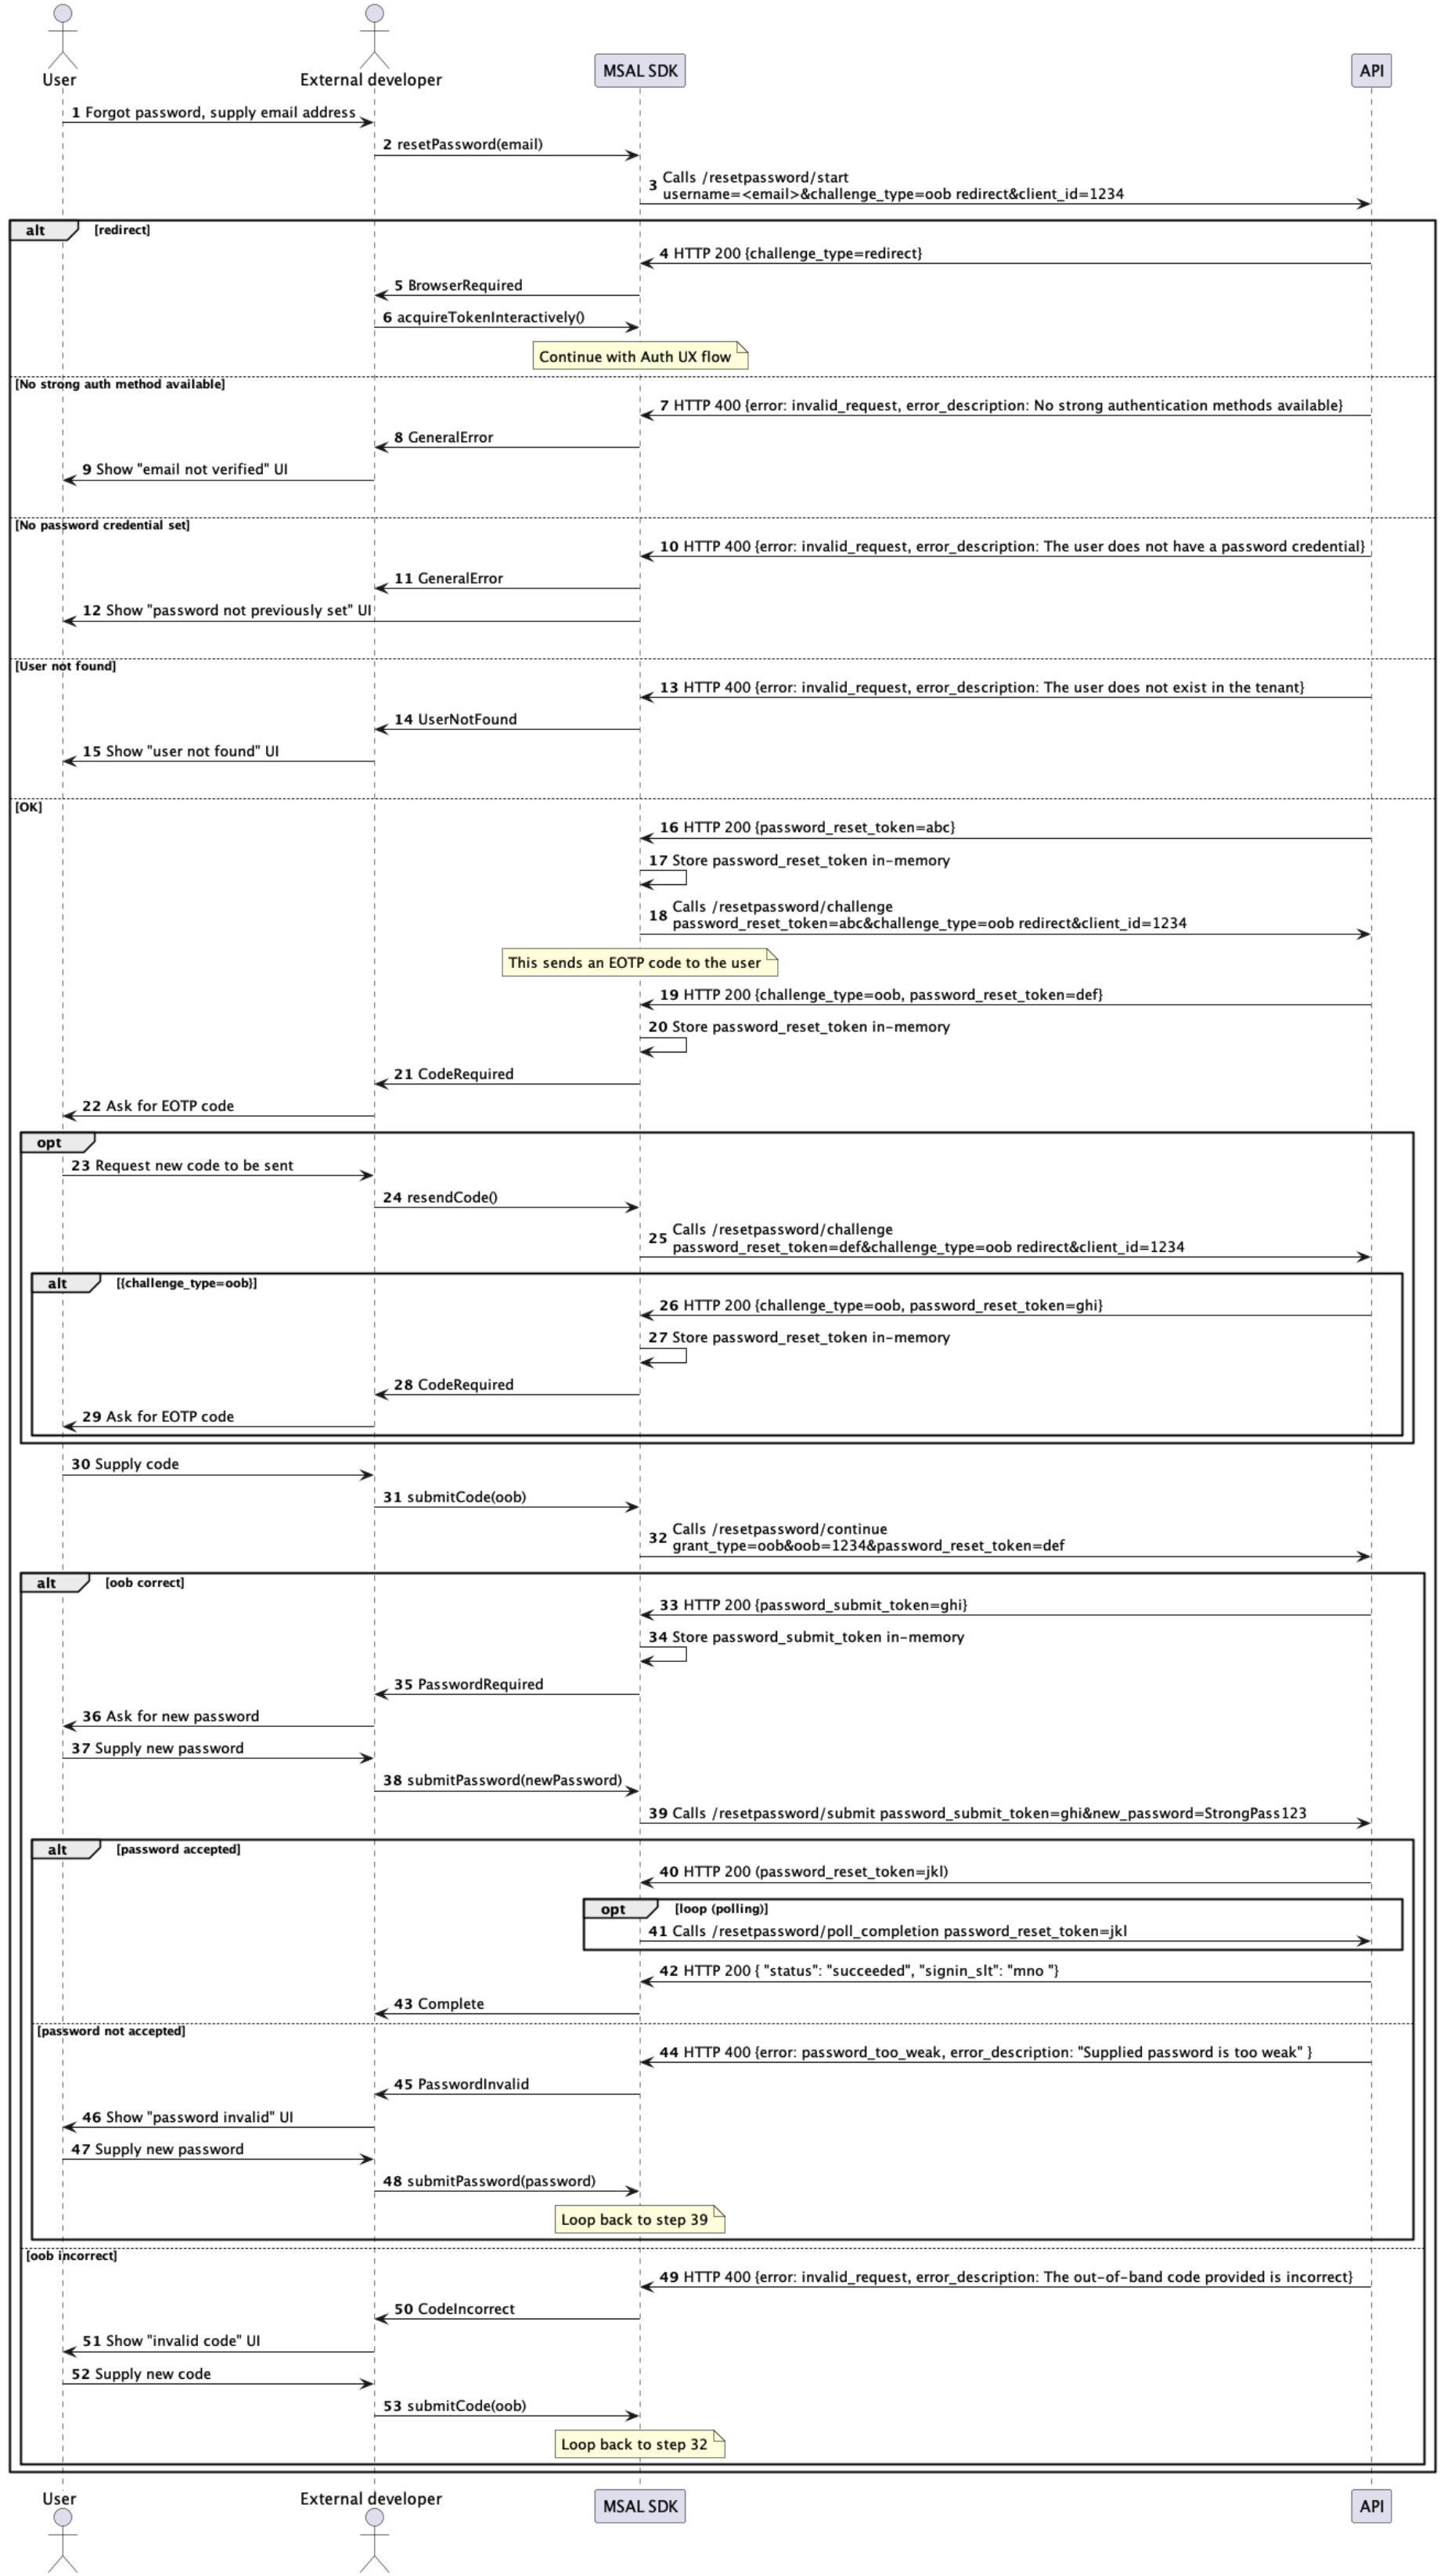 User
External developer
MSAL SDK
API
1 Forgot password, supply email address
2 resetPassword(email)
3 Calls /resetpassword/start
username=<email>&challenge_type=oob redirect&client_id=1234
alt [redirect]
4 HTTP 200 {challenge_type=redirect}
5 BrowserRequired
6 acquireTokenInteractively()
Continue with Auth UX flow
[No strong auth method available]
7 HTTP 400 {error: invalid_request, error_description: No strong authentication methods available}
8 GeneralError
9 Show "email not verified" UI
[No password credential set]
10 HTTP 400 {error: invalid_request, error_description: The user does not have a password credential}
11 GeneralError
12 Show "password not previously set" UI
[User not found]
13 HTTP 400 {error: invalid_request, error_description: The user does not exist in the tenant}
14 UserNotFound
15 Show "user not found" UI
[OK]
16 HTTP 200 {password_reset_token=abc}
17 Store password_reset_token in-memory
18 Calls /resetpassword/challenge
password_reset_token=abc&challenge_type=oob redirect&client_id=1234
This sends an EOTP code to the user
19 HTTP 200 {challenge_type=oob, password_reset_token=def}
20 Store password_reset_token in-memory
21 CodeRequired
22 Ask for EOTP code
opt
23 Request new code to be sent
24 resendCode()
25 Calls /resetpassword/challenge
password_reset_token=def&challenge_type=oob redirect&client_id=1234
alt [{challenge_type=oob}]
26 HTTP 200 {challenge_type=oob, password_reset_token=ghi}
27 Store password_reset_token in-memory
28 CodeRequired
29 Ask for EOTP code
30 Supply code
31 submitCode(oob)
32 Calls /resetpassword/continue
grant_type=oob&oob=1234&password_reset_token=def
alt [oob correct]
33 HTTP 200 {password_submit_token=ghi}
34 Store password_submit_token in-memory
35 PasswordRequired
36 Ask for new password
37 Supply new password
38 submitPassword(newPassword)
39 Calls /resetpassword/submit password_submit_token=ghi&new_password=StrongPass123
alt [password accepted]
40 HTTP 200 (password_reset_token=jkl)
opt [loop (polling)]
41 Calls /resetpassword/poll_completion password_reset_token=jkl
42 HTTP 200 { "status": "succeeded", "signin_slt": "mno "}
43 Complete
[password not accepted]
44 HTTP 400 {error: password_too_weak, error_description: "Supplied password is too weak" }
45 PasswordInvalid
46 Show "password invalid" UI
47 Supply new password
48 submitPassword(password)
Loop back to step 39
[oob incorrect]
49 HTTP 400 {error: invalid_request, error_description: The out-of-band code provided is incorrect}
50 CodeIncorrect
51 Show "invalid code" UI
52 Supply new code
53 submitCode(oob)
Loop back to step 32
User
External developer
MSAL SDK
API